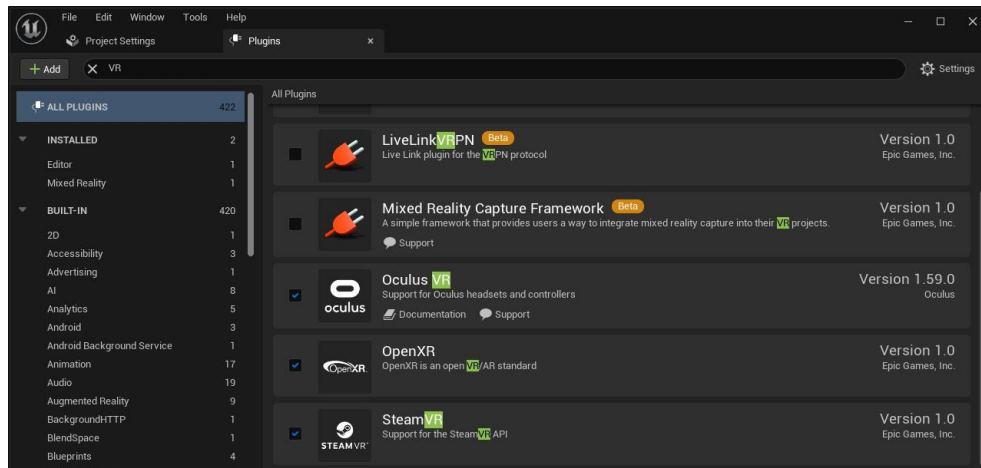 File Edit Window Tools Help
Project Settings Plugins
Add VR Settings
ALL PLUGINS 422
INSTALLED 2
Editor 1
Mixed Reality 1
BUILT-IN 420
2D 1
Accessibility 3
Advertising 1
AI 8
Analytics 5
Android 3
Android Background Service 1
Animation 17
Audio 19
Augmented Reality 9
BackgroundHTTP 1
BlendSpace 1
Blueprints 4
All Plugins
LiveLinkVRPN Beta Version 1.0
Live Link plugin for the VRPN protocol Epic Games, Inc.
Mixed Reality Capture Framework Beta Version 1.0
A simple framework that provides users a way to integrate mixed reality capture into their VR projects. Epic Games, Inc.
Support
oculus
Oculus VR Version 1.59.0
Support for Oculus headsets and controllers Oculus
Documentation Support
OpenXR
OpenXR Version 1.0
OpenXR is an open VR/AR standard Epic Games, Inc.
STEAMVR
SteamVR Version 1.0
Support for the SteamVR API Epic Games, Inc.